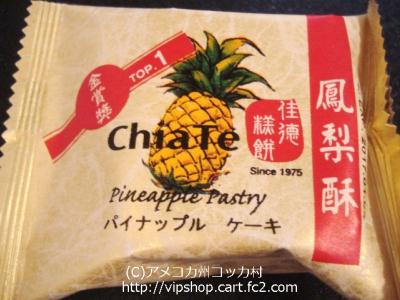 金賞獎
TOP.1
ChiaTe
佳德
糕餅
Since 1975
Pineapple Pastry
パイナップル ケーキ
鳳梨酥
(C)アメコカ州コッカ村
http://vipshop.cart.fc2.com